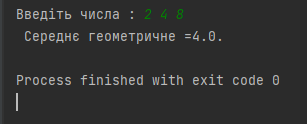 Введіть числа : 2 4 8
Середнє геометричне =4.0.
Process finished with exit code 0